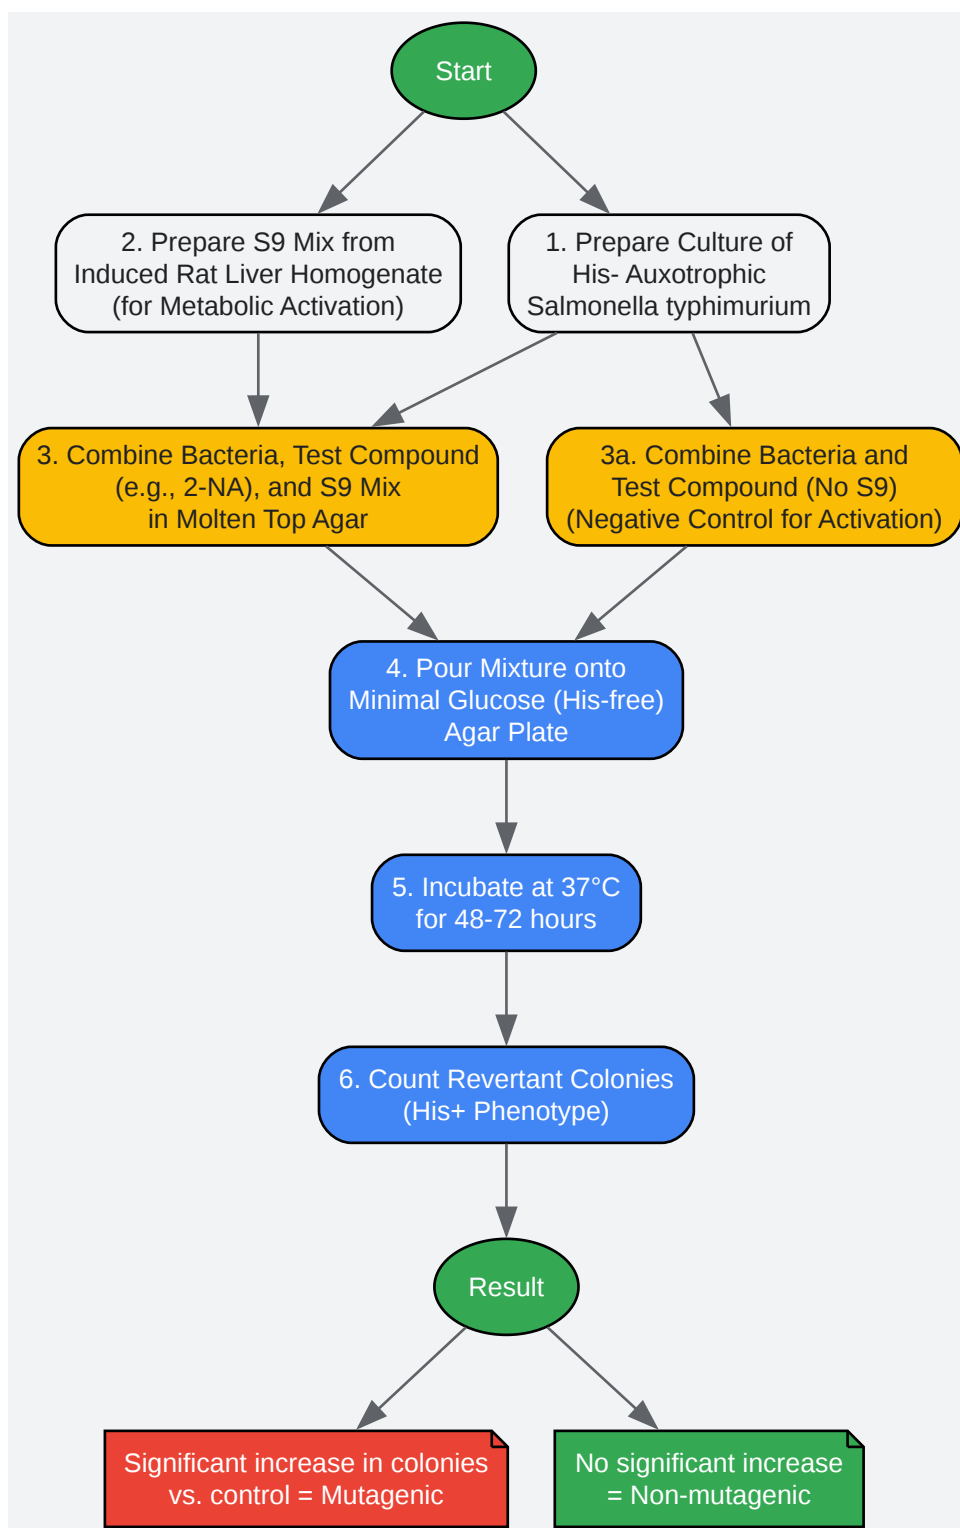 Start
2. Prepare S9 Mix from
Induced Rat Liver Homogenate
(for Metabolic Activation)
1. Prepare Culture of
His- Auxotrophic
Salmonella typhimurium
3. Combine Bacteria, Test Compound
(e.g., 2-NA), and S9 Mix
in Molten Top Agar
3a. Combine Bacteria and
Test Compound (No S9)
(Negative Control for Activation)
4. Pour Mixture onto
Minimal Glucose (His-free)
Agar Plate
5. Incubate at 37°C
for 48-72 hours
6. Count Revertant Colonies
(His+ Phenotype)
Result
Significant increase in colonies
vs. control = Mutagenic
No significant increase
= Non-mutagenic